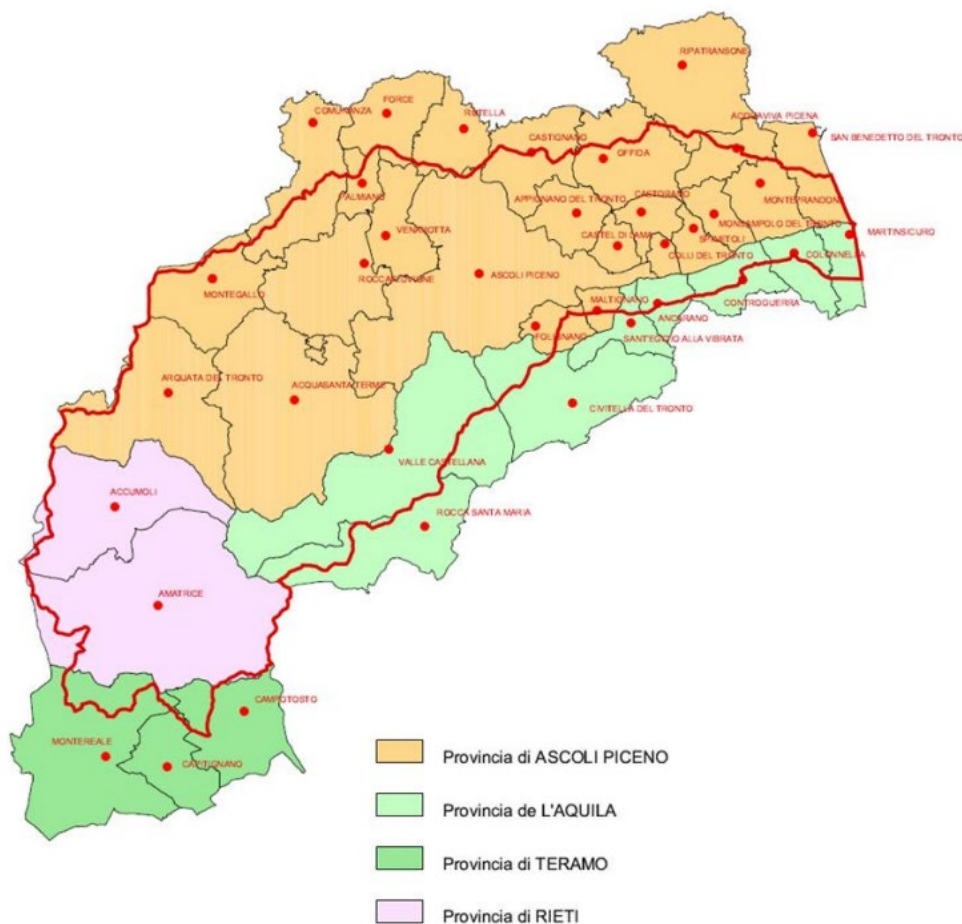 RIPATRANSONE
FORCE
COMUNANZA
ROTELLA
ACQUAVIVA PICENA
SAN BENEDETTO DEL TRONTO
CASTIGNANO
OFFIDA
PALMIANO
APPIGNANO DEL TRONTO
CASTORANO
MONTEPRANDONE
MONSAMPOLO DEL TRONTO
VENAROTTA
CASTEL DI LAMA
SPINETOLI
MARTINSICURO
COLLI DEL TRONTO
COLONNELLA
ROCCAFLUVIONE
ASCOLI PICENO
MONTEGALLO
MALTIGNANO
CONTROGUERRA
ANCARANO
FOLIGNANO
SANT'EGIDIO ALLA VIBRATA
ARQUATA DEL TRONTO
ACQUASANTA TERME
CIVITELLA DEL TRONTO
VALLE CASTELLANA
ACCUMOLI
ROCCA SANTA MARIA
AMATRICE
CAMPOTOSTO
MONTEREALE
CAPITIGNANO
Provincia di ASCOLI PICENO
Provincia de L'AQUILA
Provincia di TERAMO
Provincia di RIETI